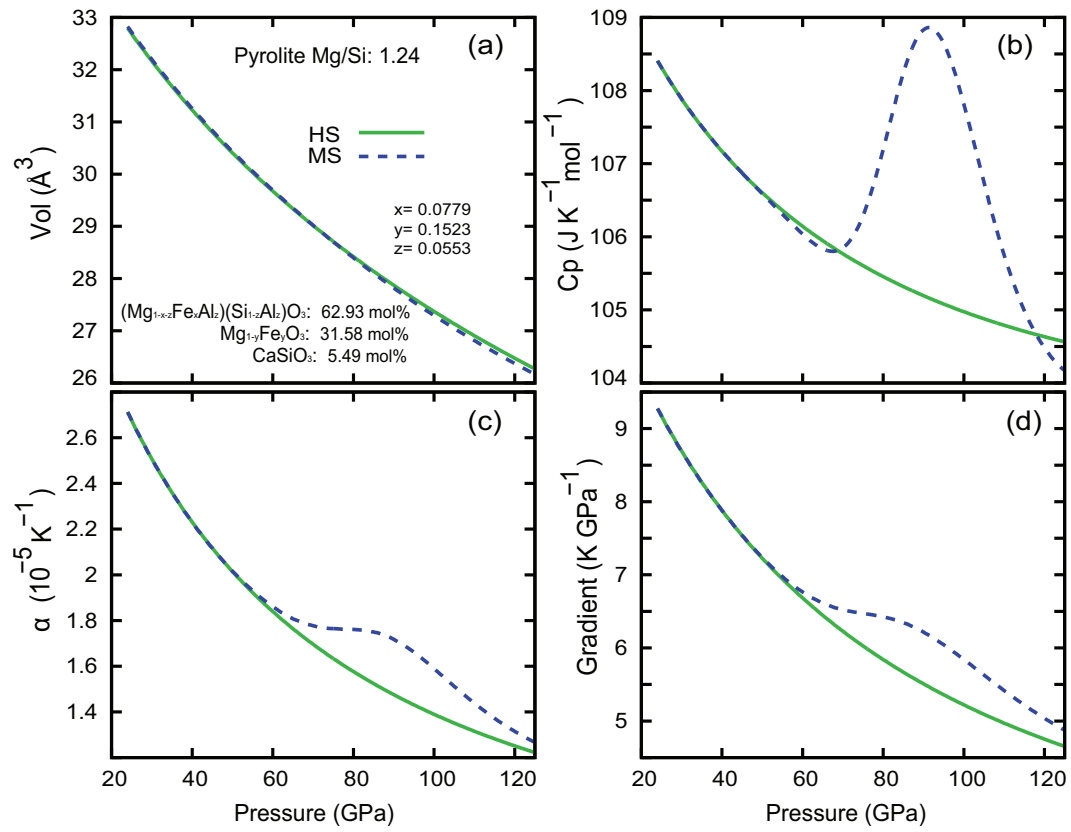 (a)
Pyrolite Mg/Si: 1.24
HS
MS
x= 0.0779
y= 0.1523
z= 0.0553
(Mg₁₋ₓ₋zFeₓAlz)(Si₁₋zAlz)O₃: 62.93 mol%
Mg₁₋yFeyO₃: 31.58 mol%
CaSiO₃: 5.49 mol%
Vol (Å³)
33
32
31
30
29
28
27
26
(b)
Cp (J K⁻¹mol⁻¹)
109
108
107
106
105
104
(c)
α (10⁻⁵ K⁻¹)
2.6
2.4
2.2
2
1.8
1.6
1.4
20 40 60 80 100 120
Pressure (GPa)
(d)
Gradient (K GPa⁻¹)
9
8
7
6
5
20 40 60 80 100 120
Pressure (GPa)